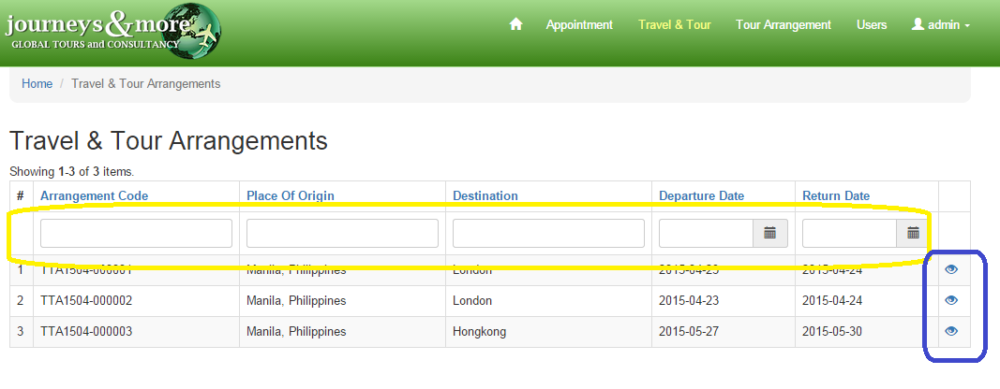 journeys&more
GLOBAL TOURS and CONSULTANCY
Appointment Travel & Tour Tour Arrangement Users admin
Home / Travel & Tour Arrangements
Travel & Tour Arrangements
Showing 1-3 of 3 items.
# Arrangement Code Place Of Origin Destination Departure Date Return Date
1 TTA1504-000001 Manila, Philippines London 2015-04-23 2015-04-24
2 TTA1504-000002 Manila, Philippines London 2015-04-23 2015-04-24
3 TTA1504-000003 Manila, Philippines Hongkong 2015-05-27 2015-05-30